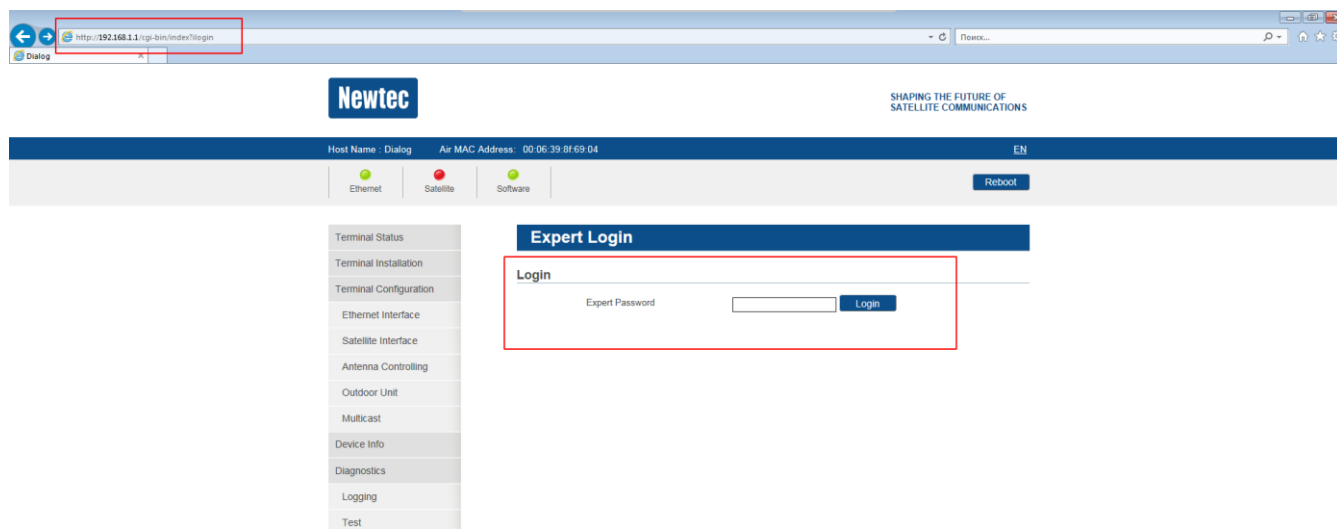 http://192.168.1.1/cgi-bin/index?ilogin
Поиск...
Dialog
Newtec
SHAPING THE FUTURE OF
SATELLITE COMMUNICATIONS
Host Name : Dialog Air MAC Address: 00:06:39:8f:69:04 EN
Ethernet Satellite Software Reboot
Terminal Status
Expert Login
Terminal Installation
Login
Terminal Configuration
Expert Password Login
Ethernet Interface
Satellite Interface
Antenna Controlling
Outdoor Unit
Multicast
Device Info
Diagnostics
Logging
Test